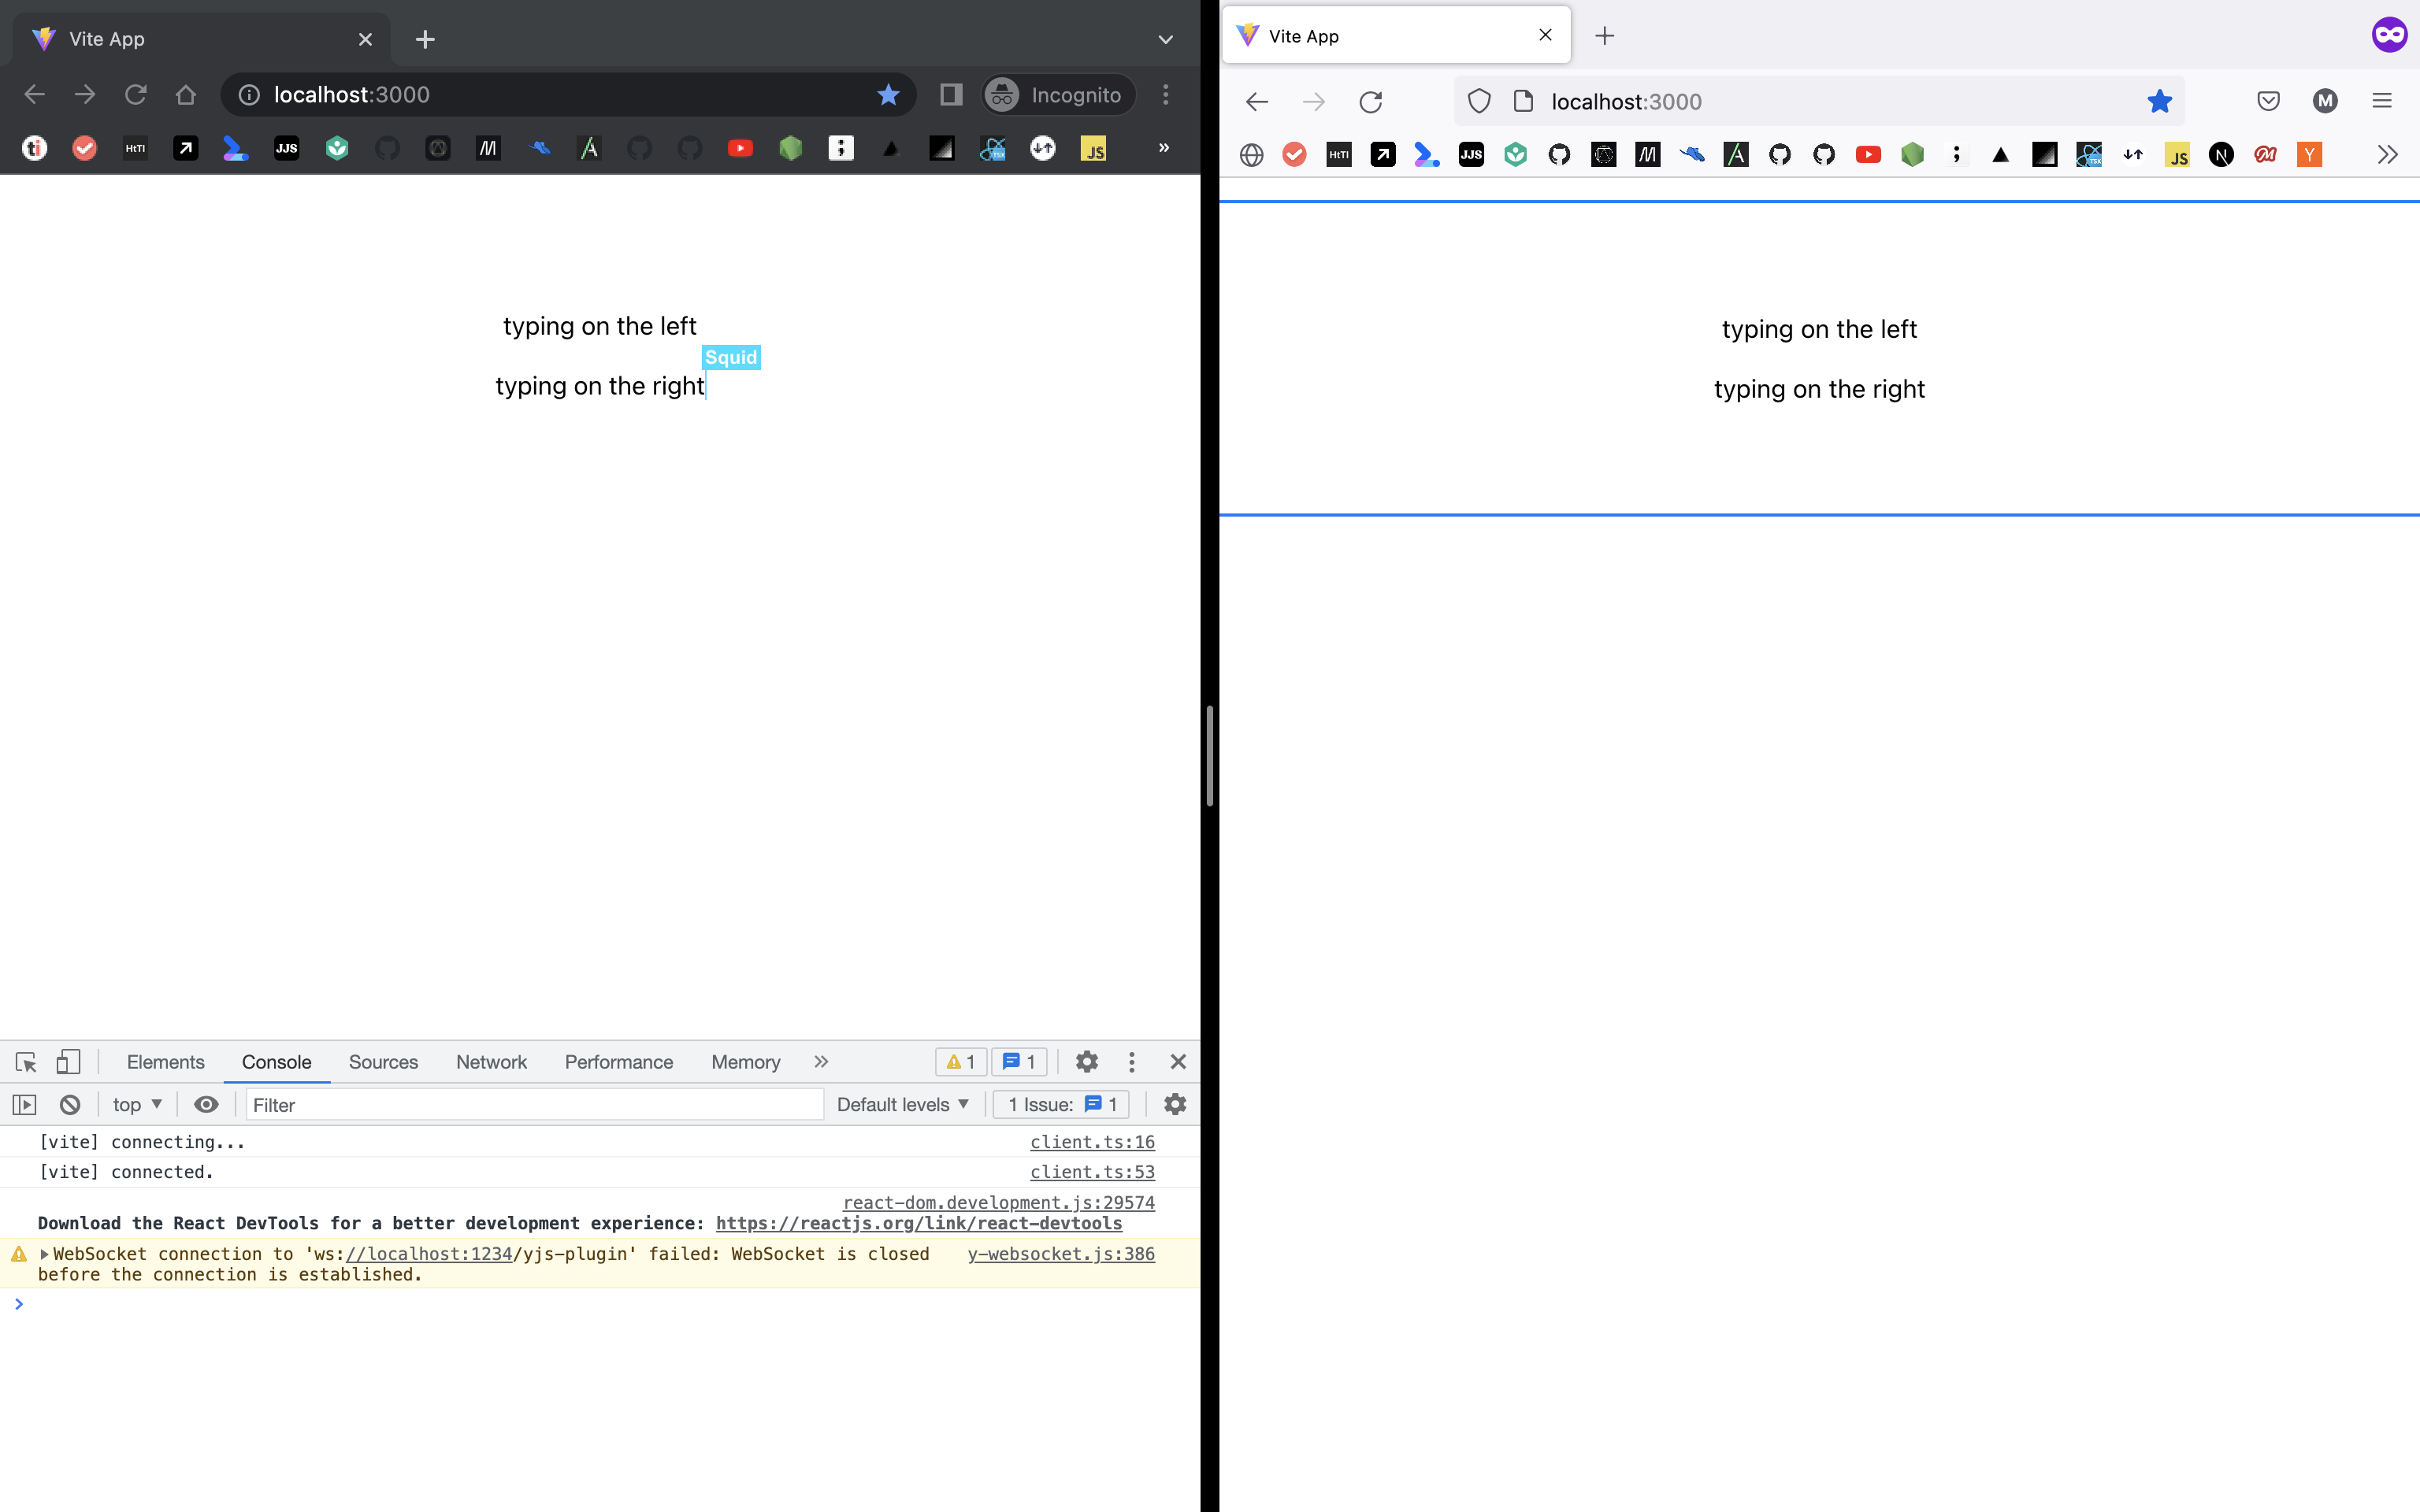 Vite App
localhost:3000
Incognito
ti
HtTI
JJS
JS
typing on the left
Squid
typing on the right
Elements
Console
Sources
Network
Performance
Memory
1
1
top
Filter
Default levels
1 Issue:
1
[vite] connecting...
client.ts:16
[vite] connected.
client.ts:53
react-dom.development.js:29574
Download the React DevTools for a better development experience: https://reactjs.org/link/react-devtools
WebSocket connection to 'ws://localhost:1234/yjs-plugin' failed: WebSocket is closed
y-websocket.js:386
before the connection is established.
Vite App
localhost:3000
M
HtTI
JJS
TSX
JS
N
Y
typing on the left
typing on the right